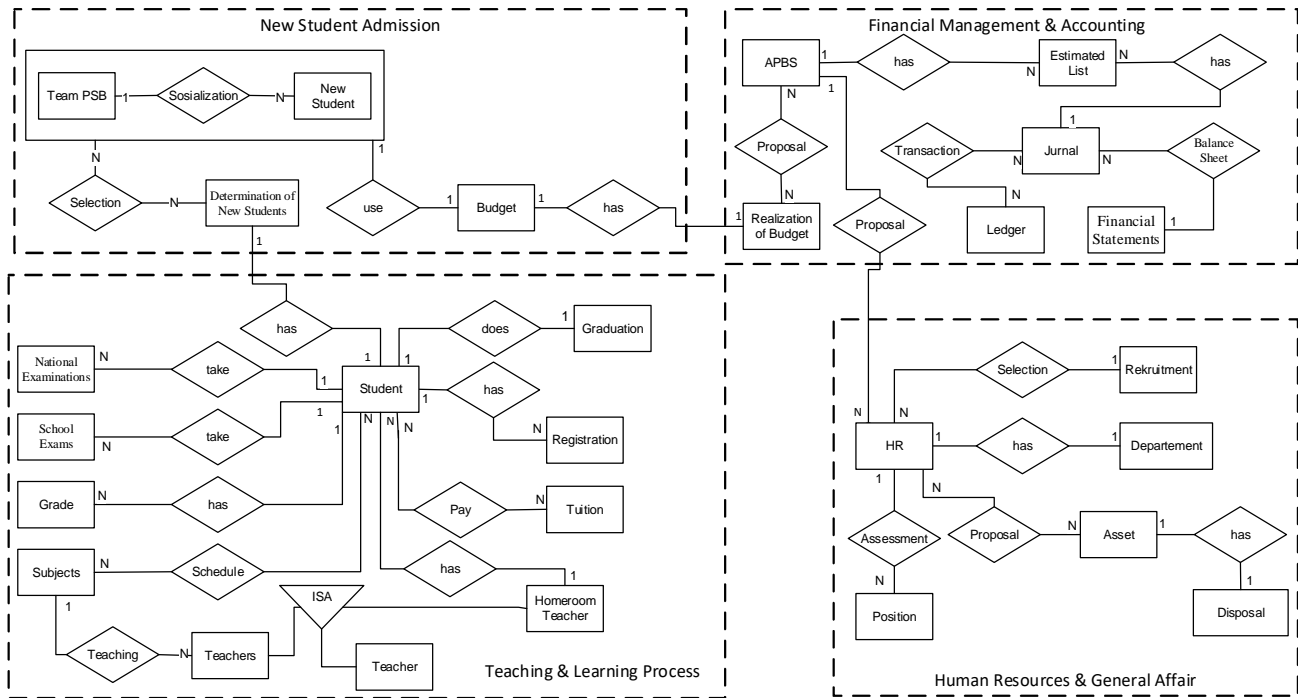 New Student Admission
Team PSB
1
Sosialization
N
New
Student
N
1
Selection
N
Determination of
New Students
1
use
1
Budget
1
has
Financial Management & Accounting
APBS
1
has
N
Estimated
List
N
has
N
1
1
Proposal
Transaction
N
Jurnal
N
Balance
Sheet
N
N
1
Realization
of Budget
Proposal
Ledger
Financial
Statements
1
has
does
1
Graduation
National
Examinations
N
take
1
1
1
Student
1
has
School
Exams
N
take
1
1
N
N
N
N
Registration
Grade
N
has
N
Pay
N
Tuition
Subjects
N
Schedule
N
has
1
Homeroom
Teacher
ISA
1
Teaching
N
Teachers
Teacher
Teaching & Learning Process
Selection
1
Rekruitment
N
N
HR
1
has
1
Departement
1
N
Assessment
Proposal
N
Asset
1
has
N
1
Position
Disposal
Human Resources & General Affair